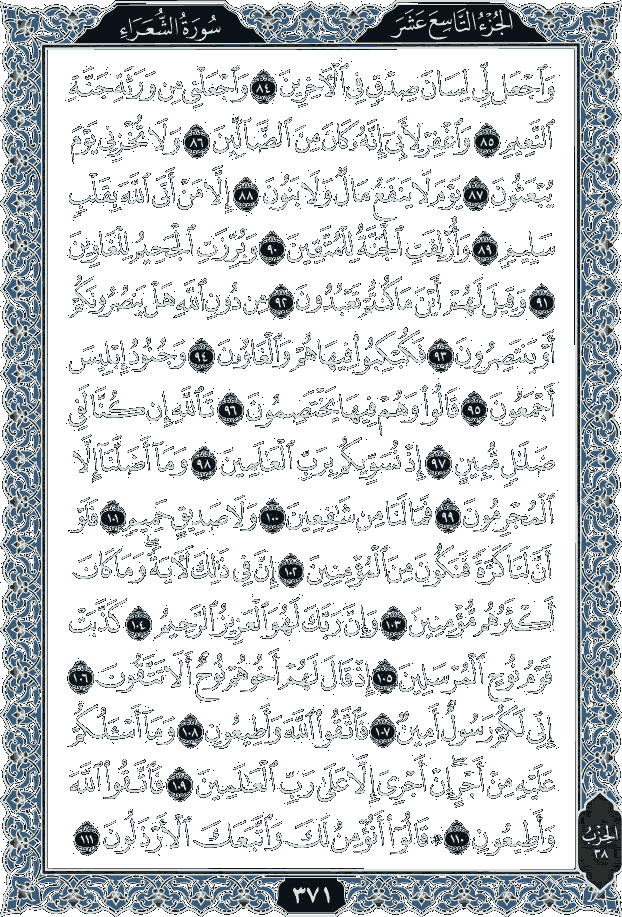 الجُزْءُ التَّاسِعَ عَشَرَ
سُورَةُ الشُّعَرَاءِ
وَٱجْعَل لِّي لِسَانَ صِدْقٍ فِي ٱلْـَٔاخِرِينَ ٨٤ وَٱجْعَلْنِي مِن وَرَثَةِ جَنَّةِ
ٱلنَّعِيمِ ٨٥ وَٱغْفِرْ لِأَبِيٓ إِنَّهُۥ كَانَ مِنَ ٱلضَّآلِّينَ ٨٦ وَلَا تُخْزِنِي يَوْمَ
يُبْعَثُونَ ٨٧ يَوْمَ لَا يَنفَعُ مَالٌ وَلَا بَنُونَ ٨٨ إِلَّا مَنْ أَتَى ٱللَّهَ بِقَلْبٍ
سَلِيمٍ ٨٩ وَأُزْلِفَتِ ٱلْجَنَّةُ لِلْمُتَّقِينَ ٩٠ وَبُرِّزَتِ ٱلْجَحِيمُ لِلْغَاوِينَ
٩١ وَقِيلَ لَهُمْ أَيْنَ مَا كُنتُمْ تَعْبُدُونَ ٩٢ مِن دُونِ ٱللَّهِ هَلْ يَنصُرُونَكُمْ
أَوْ يَنتَصِرُونَ ٩٣ فَكُبْكِبُوا۟ فِيهَا هُمْ وَٱلْغَاوُۥنَ ٩٤ وَجُنُودُ إِبْلِيسَ
أَجْمَعُونَ ٩٥ قَالُوا۟ وَهُمْ فِيهَا يَخْتَصِمُونَ ٩٦ تَٱللَّهِ إِن كُنَّا لَفِي
ضَلَٰلٍ مُّبِينٍ ٩٧ إِذْ نُسَوِّيكُم بِرَبِّ ٱلْعَٰلَمِينَ ٩٨ وَمَآ أَضَلَّنَآ إِلَّا
ٱلْمُجْرِمُونَ ٩٩ فَمَا لَنَا مِن شَٰفِعِينَ ١٠٠ وَلَا صَدِيقٍ حَمِيمٍ ١٠١ فَلَوْ
أَنَّ لَنَا كَرَّةً فَنَكُونَ مِنَ ٱلْمُؤْمِنِينَ ١٠٢ إِنَّ فِي ذَٰلِكَ لَـَٔايَةً ۖ وَمَا كَانَ
أَكْثَرُهُم مُّؤْمِنِينَ ١٠٣ وَإِنَّ رَبَّكَ لَهُوَ ٱلْعَزِيزُ ٱلرَّحِيمُ ١٠٤ كَذَّبَتْ
قَوْمُ نُوحٍ ٱلْمُرْسَلِينَ ١٠٥ إِذْ قَالَ لَهُمْ أَخُوهُمْ نُوحٌ أَلَا تَتَّقُونَ ١٠٦
إِنِّي لَكُمْ رَسُولٌ أَمِينٌ ١٠٧ فَٱتَّقُوا۟ ٱللَّهَ وَأَطِيعُونِ ١٠٨ وَمَآ أَسْـَٔلُكُمْ
عَلَيْهِ مِنْ أَجْرٍ ۖ إِنْ أَجْرِيَ إِلَّا عَلَىٰ رَبِّ ٱلْعَٰلَمِينَ ١٠٩ فَٱتَّقُوا۟ ٱللَّهَ
وَأَطِيعُونِ ١١٠ ۞ قَالُوٓا۟ أَنُؤْمِنُ لَكَ وَٱتَّبَعَكَ ٱلْأَرْذَلُونَ ١١١
الحِزْبُ
٣٨
٣٧١